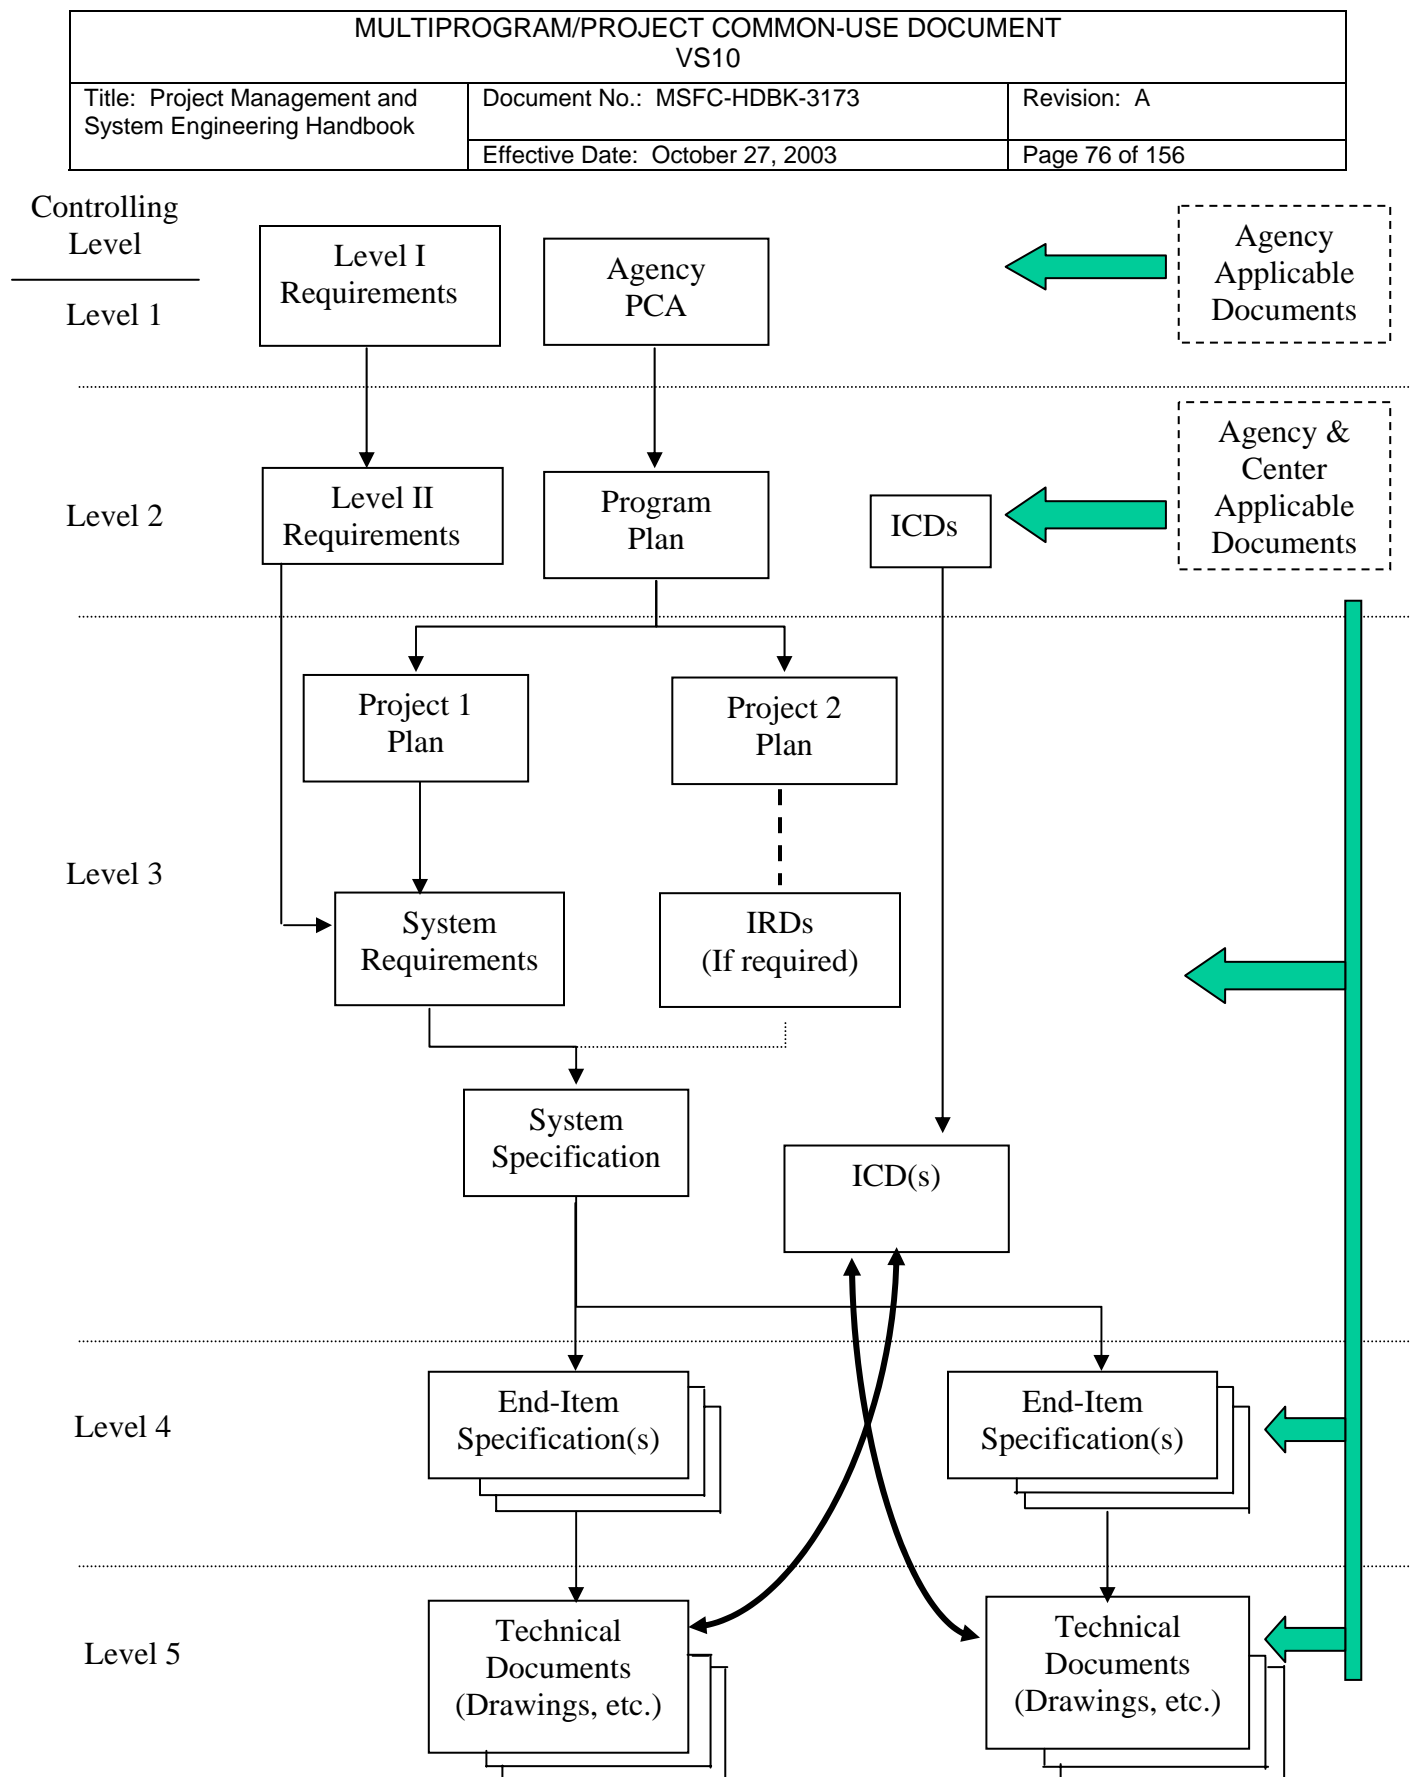 MULTIPROGRAM/PROJECT COMMON-USE DOCUMENT
VS10
Title: Project Management and
System Engineering Handbook
Document No.: MSFC-HDBK-3173
Revision: A
Effective Date: October 27, 2003
Page 76 of 156
Controlling
Level
Level 1
Level I
Requirements
Agency
PCA
Agency
Applicable
Documents
Level 2
Level II
Requirements
Program
Plan
ICDs
Agency &
Center
Applicable
Documents
Level 3
Project 1
Plan
Project 2
Plan
System
Requirements
IRDs
(If required)
System
Specification
ICD(s)
Level 4
End-Item
Specification(s)
End-Item
Specification(s)
Level 5
Technical
Documents
(Drawings, etc.)
Technical
Documents
(Drawings, etc.)